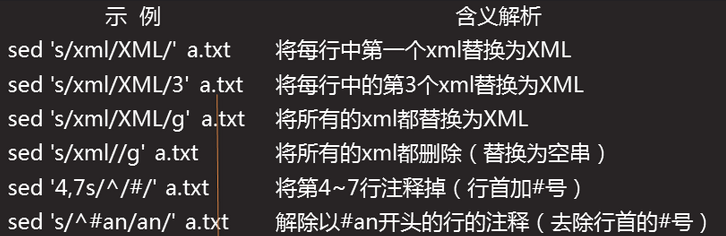 示 例 含义解析
sed 's/xml/XML/' a.txt 将每行中第一个xml替换为XML
sed 's/xml/XML/3' a.txt 将每行中的第3个xml替换为XML
sed 's/xml/XML/g' a.txt 将所有的xml都替换为XML
sed 's/xml//g' a.txt 将所有的xml都删除（替换为空串）
sed '4,7s/^/#/' a.txt 将第4~7行注释掉（行首加#号）
sed 's/^#an/an/' a.txt 解除以#an开头的行的注释（去除行首的#号）